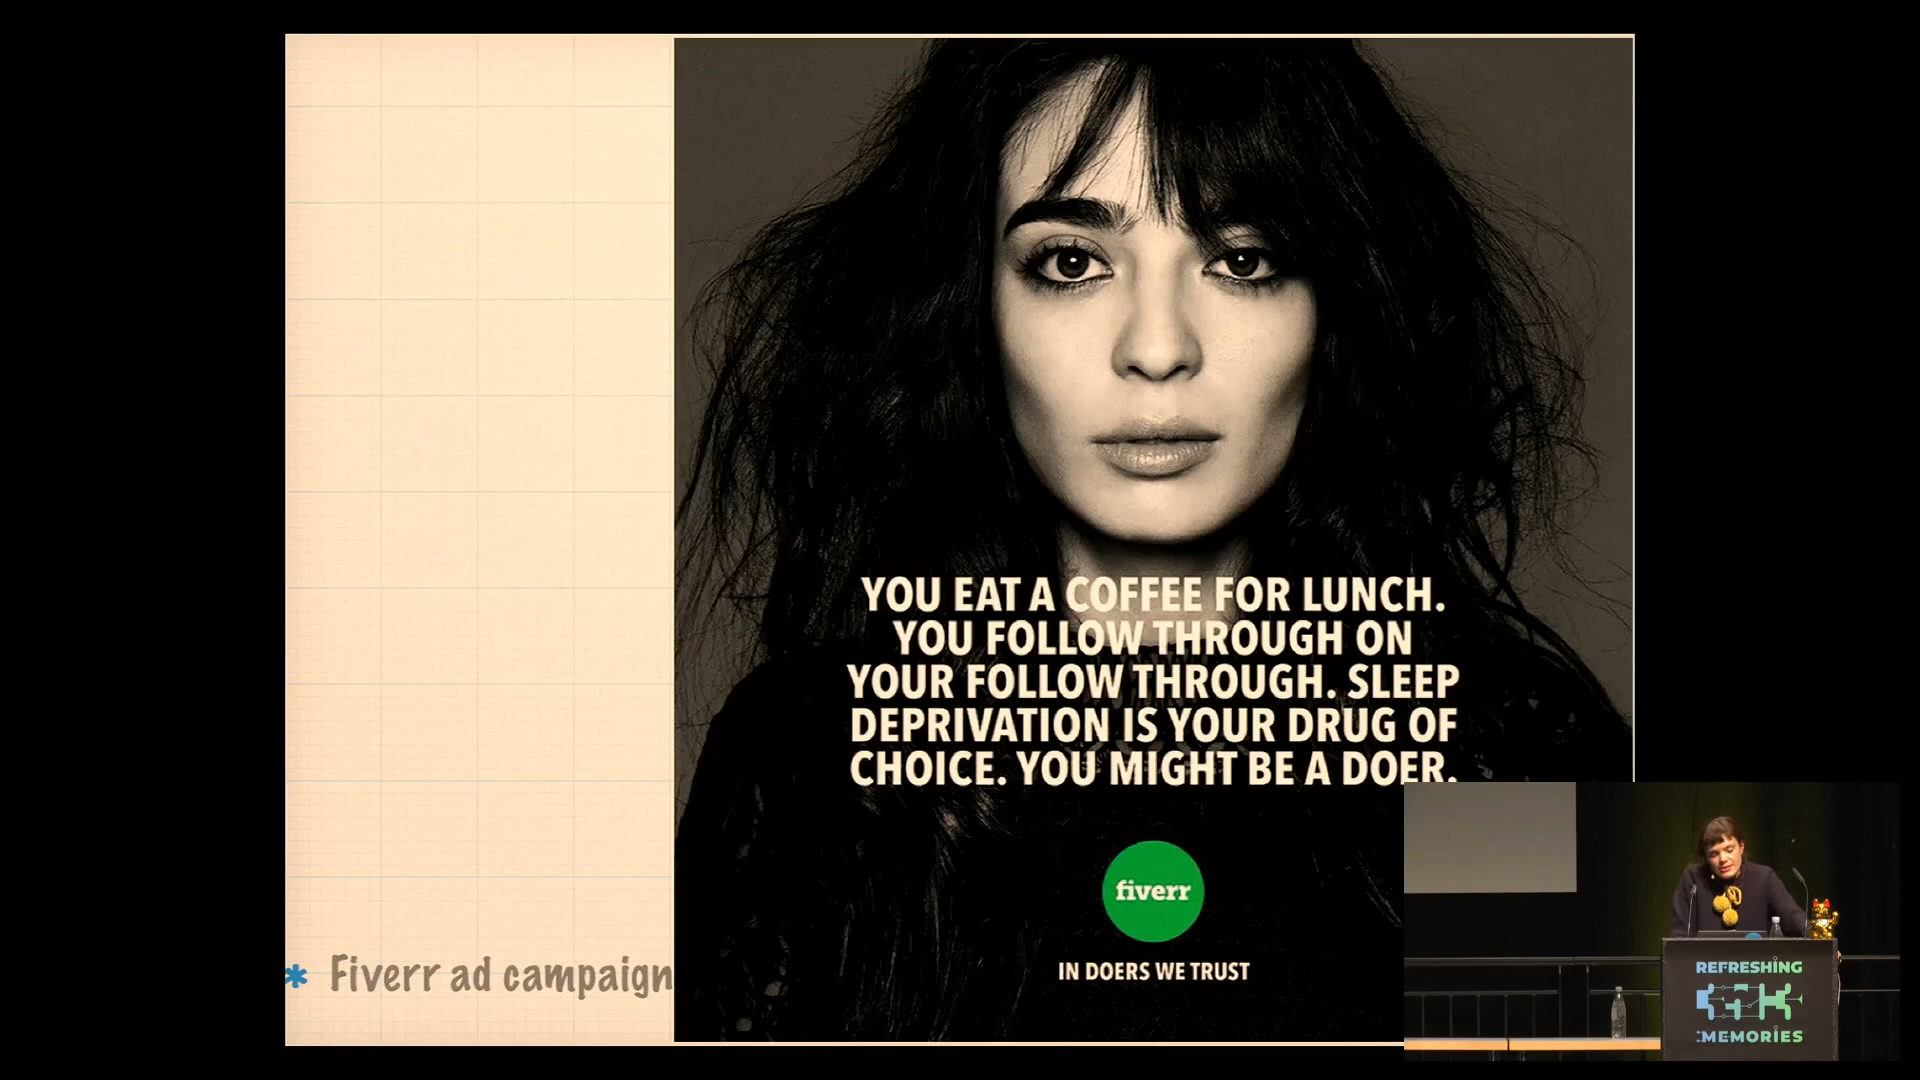 YOU EAT A COFFEE FOR LUNCH.
YOU FOLLOW THROUGH ON
YOUR FOLLOW THROUGH. SLEEP
DEPRIVATION IS YOUR DRUG OF
CHOICE. YOU MIGHT BE A DOER.
fiverr
IN DOERS WE TRUST
* Fiverr ad campaign
REFRESHING
MEMORIES